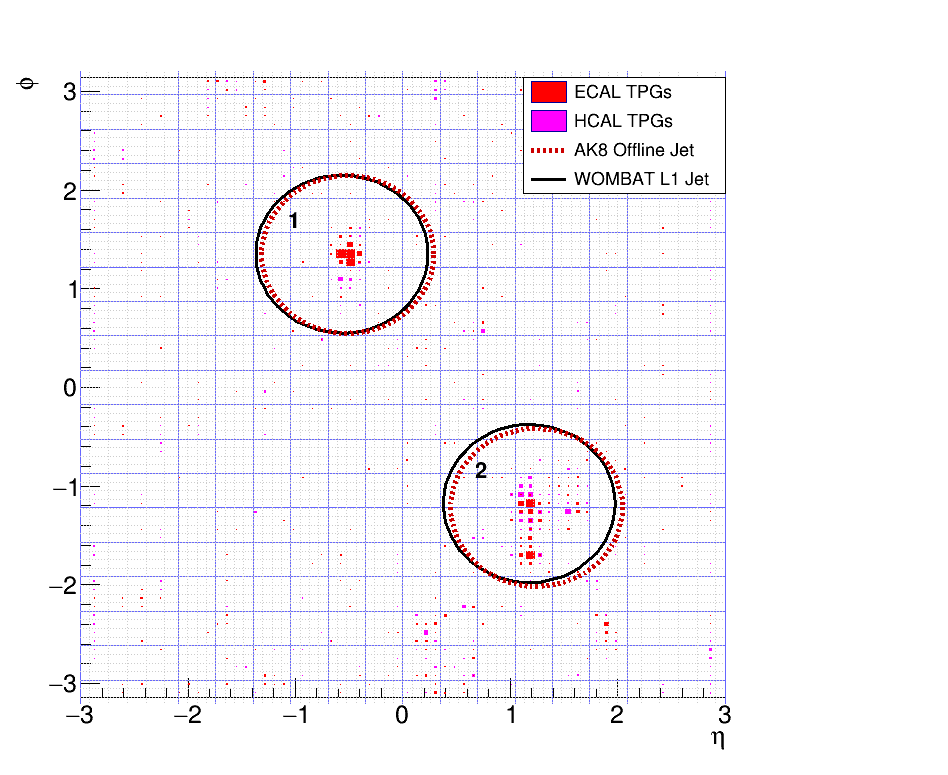 φ
3
2
1
0
−1
−2
−3
ECAL TPGs
HCAL TPGs
AK8 Offline Jet
WOMBAT L1 Jet
1
2
−3 −2 −1 0 1 2 3
η